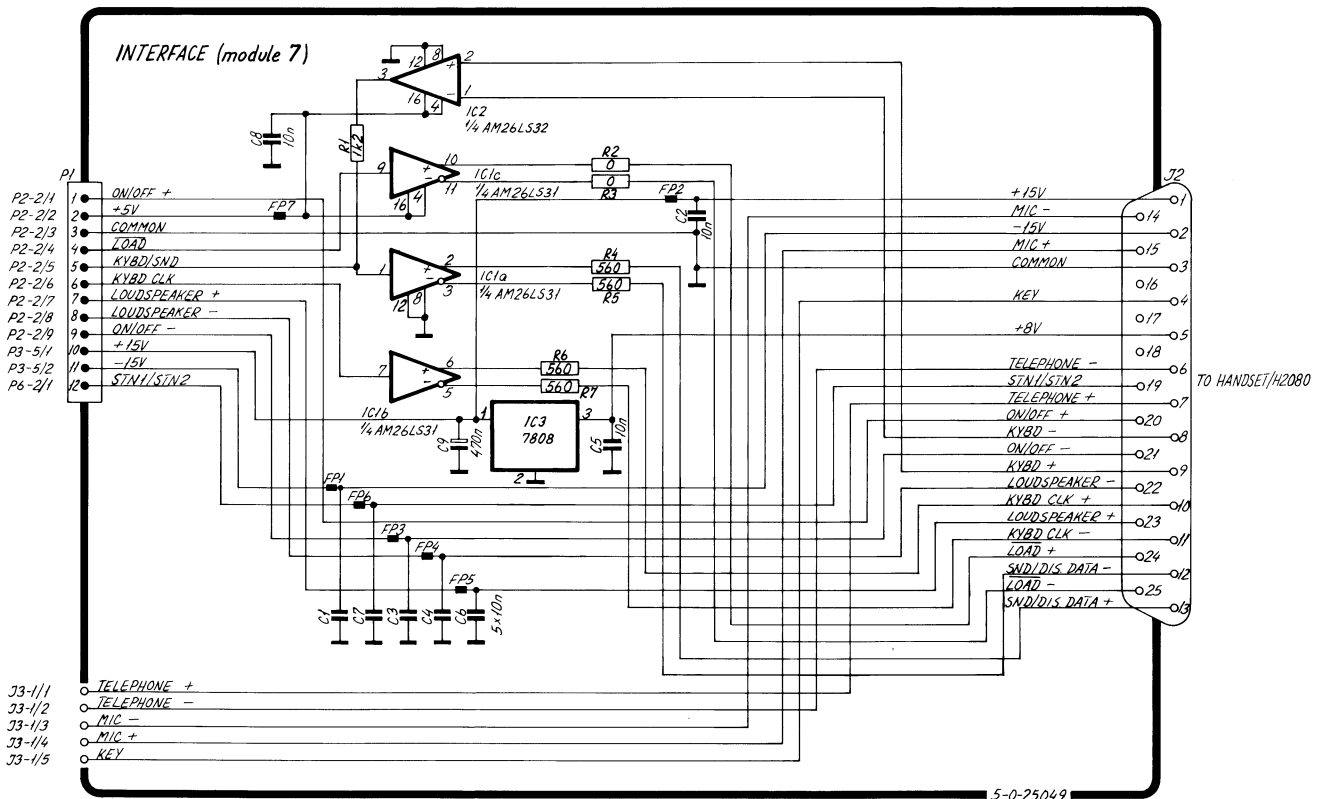 INTERFACE (module 7)
12 8 2
3 +
16 4 − 1
IC2
1/4 AM26LS32
C8
10n
R1
1k2
9 + 10
− 11
16 4
IC1c
1/4 AM26LS31
R2
0
0
R3
FP2
C2
10n
FP7
1 + 2
− 3
12 8
IC1a
1/4 AM26LS31
R4
560
560
R5
7 + 6
− 5
IC1b
1/4 AM26LS31
R6
560
560
R7
C9
470n
1 IC3 3
7808
2
C5
10n
FP1
FP6
FP3
FP4
FP5
C1
C7
C3
C4
C6
5x10n
P1
P2-2/1 1 ON/OFF +
P2-2/2 2 +5V
P2-2/3 3 COMMON
P2-2/4 4 LOAD
P2-2/5 5 KYBD/SND
P2-2/6 6 KYBD CLK
P2-2/7 7 LOUDSPEAKER +
P2-2/8 8 LOUDSPEAKER −
P2-2/9 9 ON/OFF −
P3-5/1 10 +15V
P3-5/2 11 −15V
P6-2/1 12 STN1/STN2
J3-1/1 TELEPHONE +
J3-1/2 TELEPHONE −
J3-1/3 MIC −
J3-1/4 MIC +
J3-1/5 KEY
J2
+15V 1
MIC − 14
−15V 2
MIC + 15
COMMON 3
16
KEY 4
17
+8V 5
18
TELEPHONE − 6
STN1/STN2 19
TELEPHONE + 7
ON/OFF + 20
KYBD − 8
ON/OFF − 21
KYBD + 9
LOUDSPEAKER − 22
KYBD CLK + 10
LOUDSPEAKER + 23
KYBD CLK − 11
LOAD + 24
SND/DIS. DATA − 12
LOAD − 25
SND/DIS DATA + 13
TO HANDSET/H2080
5-0-25049